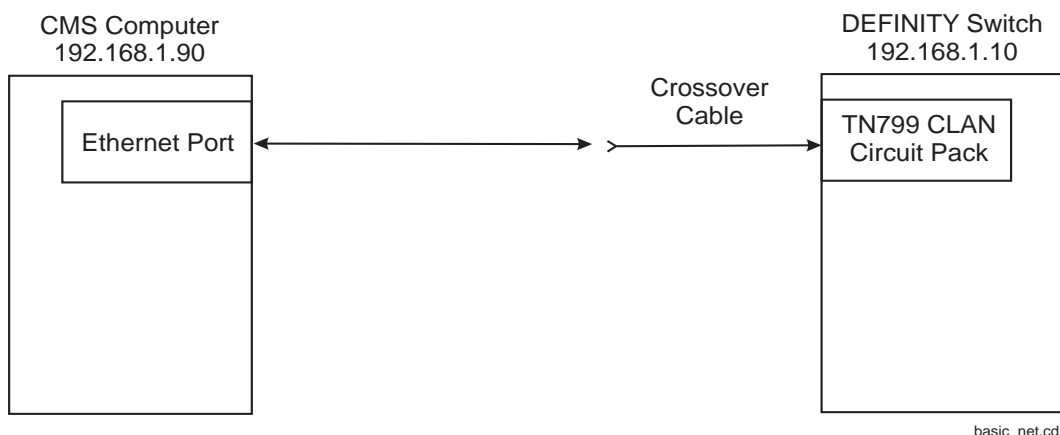 CMS Computer
192.168.1.90
DEFINITY Switch
192.168.1.10
Crossover
Cable
Ethernet Port
TN799 CLAN
Circuit Pack
basic_net.cd